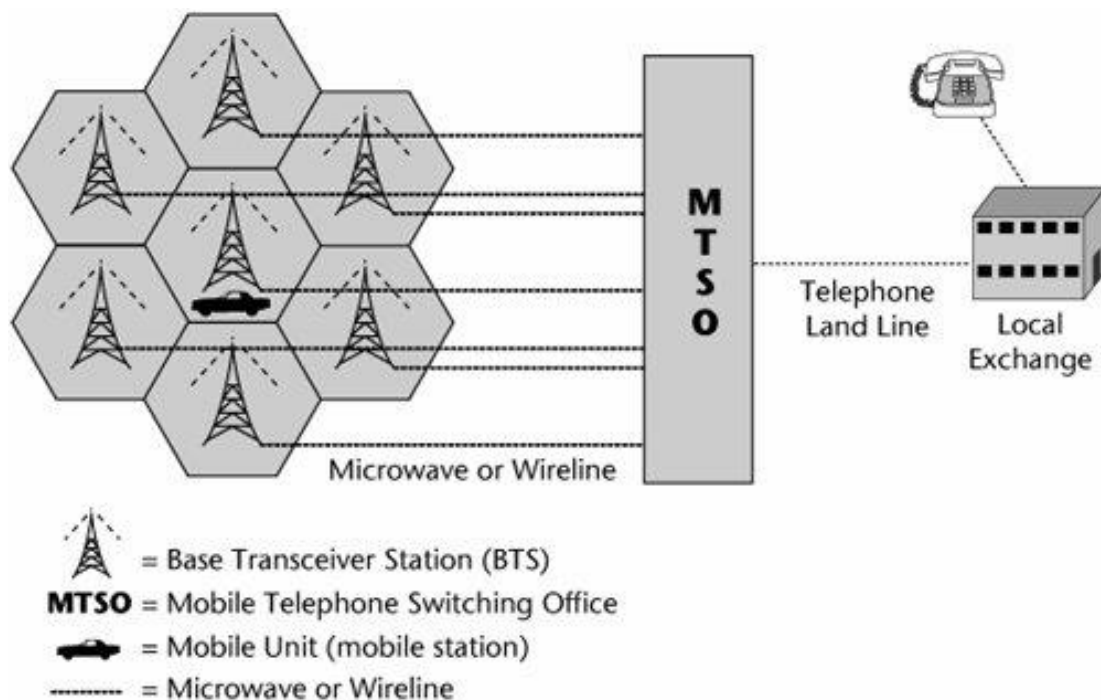 M
T
S
O
Telephone
Land Line
Local
Exchange
Microwave or Wireline
= Base Transceiver Station (BTS)
MTSO = Mobile Telephone Switching Office
= Mobile Unit (mobile station)
= Microwave or Wireline